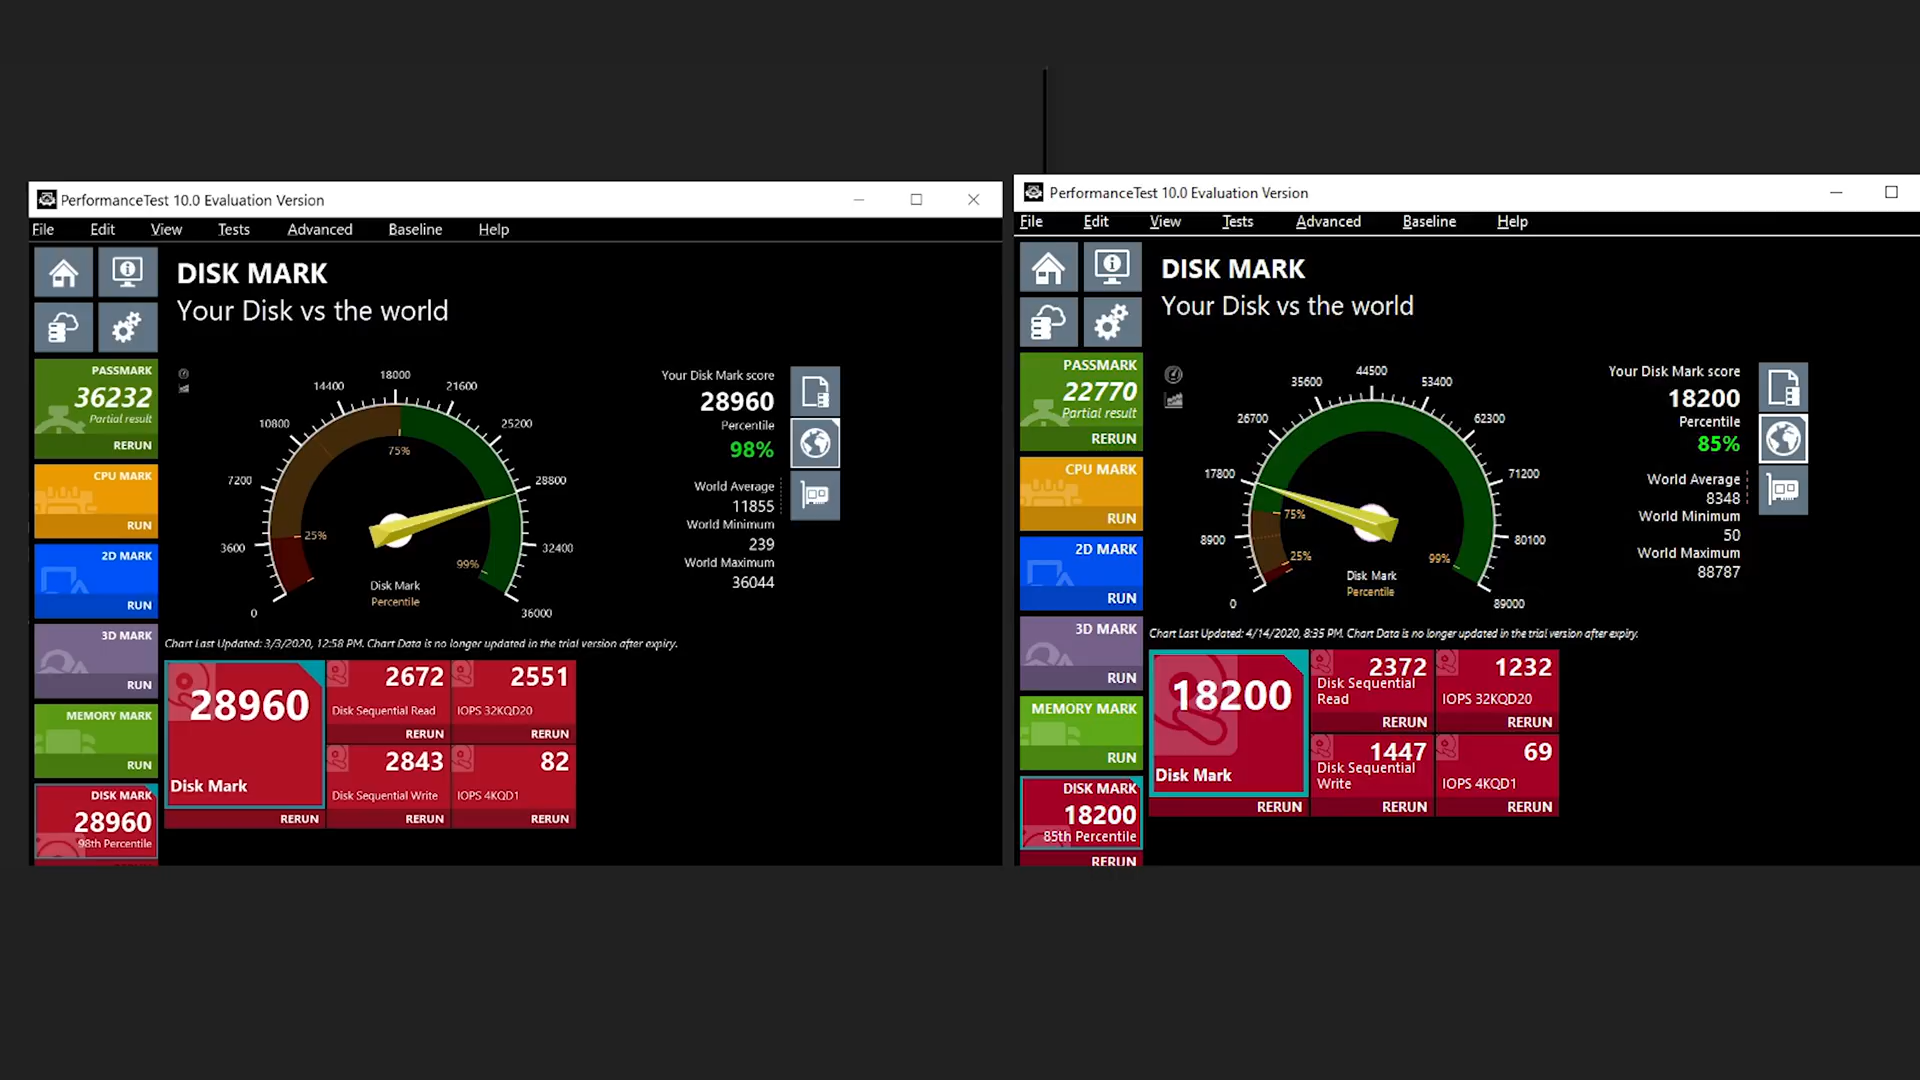 PerformanceTest 10.0 Evaluation Version
File Edit View Tests Advanced Baseline Help
DISK MARK
Your Disk vs the world
PASSMARK
36232
Partial result
RERUN
CPU MARK
RUN
2D MARK
RUN
3D MARK
RUN
MEMORY MARK
RUN
DISK MARK
28960
98th Percentile
0
3600
7200
10800
14400
18000
21600
25200
28800
32400
36000
25%
75%
99%
Disk Mark
Percentile
Your Disk Mark score
28960
Percentile
98%
World Average
11855
World Minimum
239
World Maximum
36044
Chart Last Updated: 3/3/2020, 12:58 PM. Chart Data is no longer updated in the trial version after expiry.
28960
Disk Mark
RERUN
2672
Disk Sequential Read
RERUN
2551
IOPS 32KQD20
RERUN
2843
Disk Sequential Write
RERUN
82
IOPS 4KQD1
RERUN
PerformanceTest 10.0 Evaluation Version
File Edit View Tests Advanced Baseline Help
DISK MARK
Your Disk vs the world
PASSMARK
22770
Partial result
RERUN
CPU MARK
RUN
2D MARK
RUN
3D MARK
RUN
MEMORY MARK
RUN
DISK MARK
18200
85th Percentile
RERUN
0
8900
17800
26700
35600
44500
53400
62300
71200
80100
89000
25%
75%
99%
Disk Mark
Percentile
Your Disk Mark score
18200
Percentile
85%
World Average
8348
World Minimum
50
World Maximum
88787
Chart Last Updated: 4/14/2020, 8:35 PM. Chart Data is no longer updated in the trial version after expiry.
18200
Disk Mark
RERUN
2372
Disk Sequential
Read
RERUN
1232
IOPS 32KQD20
RERUN
1447
Disk Sequential
Write
RERUN
69
IOPS 4KQD1
RERUN